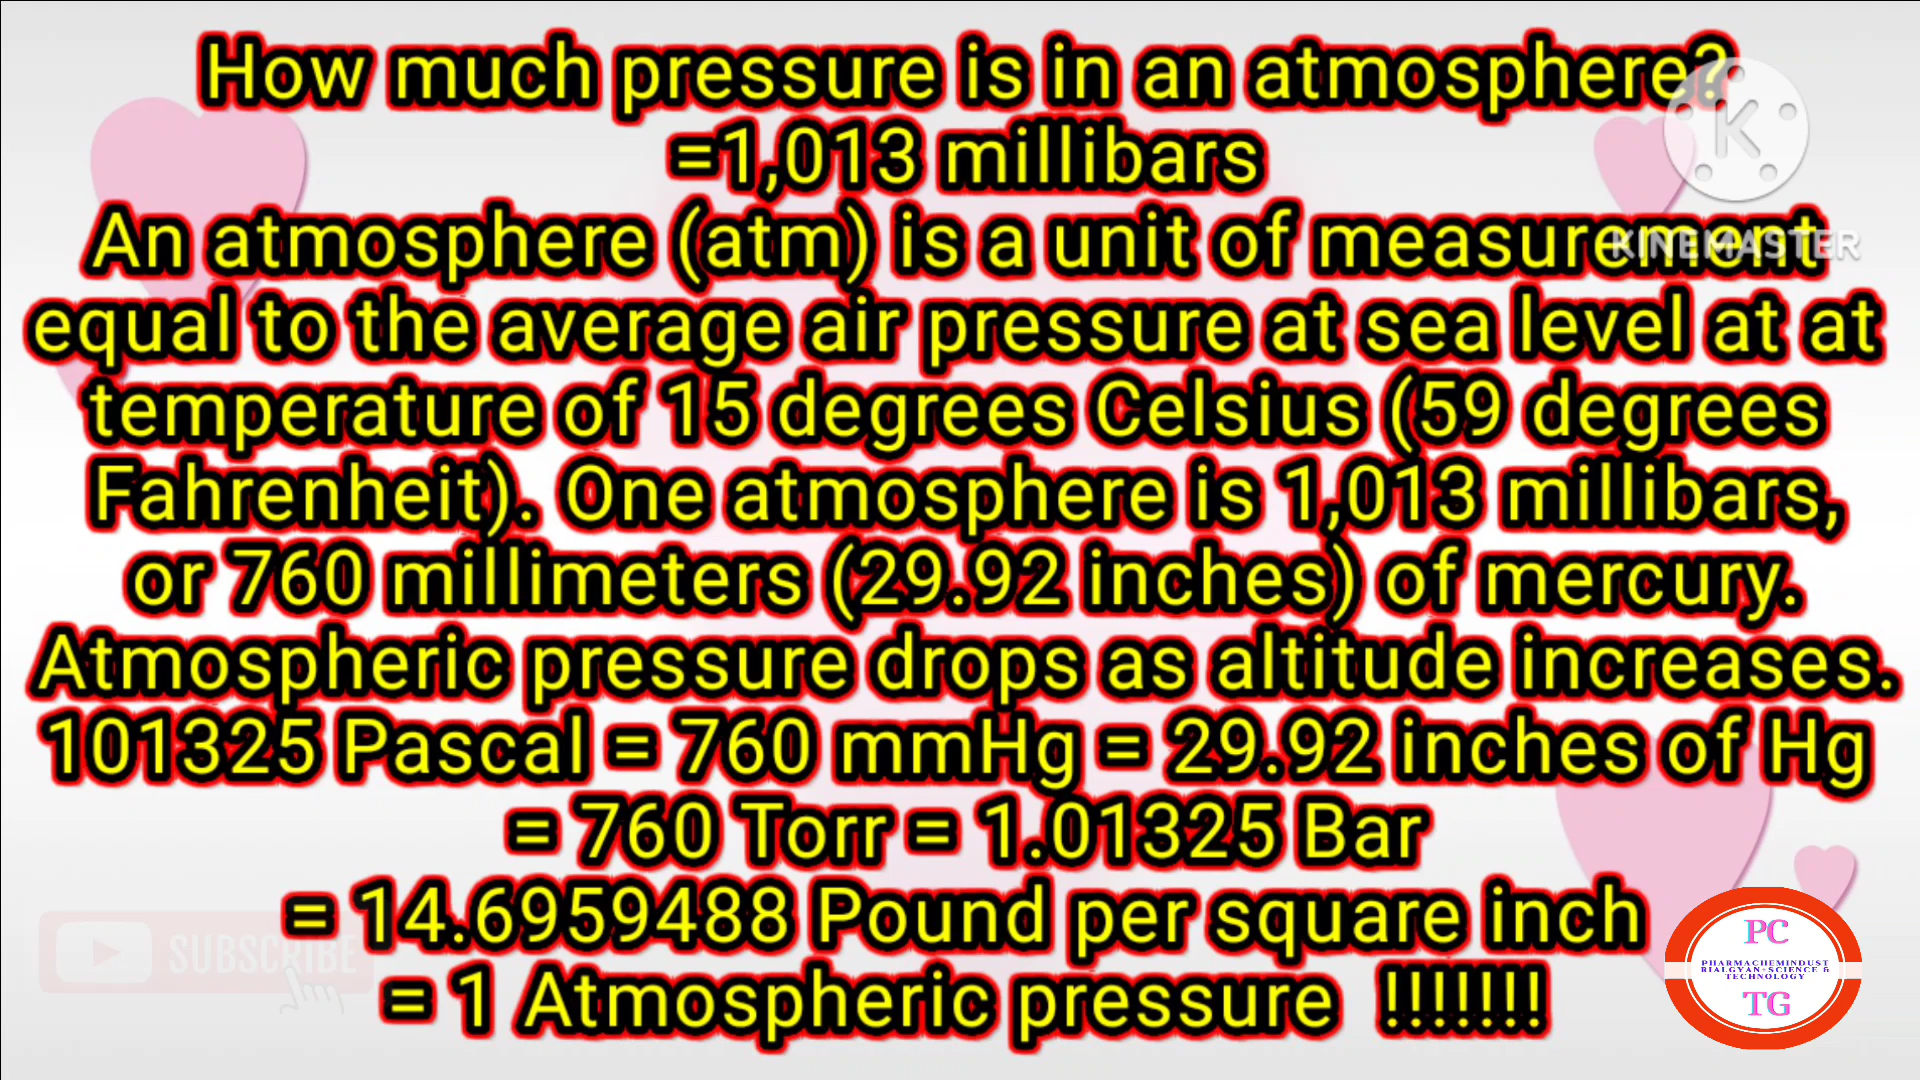 How much pressure is in an atmosphere?
=1,013 millibars
An atmosphere (atm) is a unit of measurement
equal to the average air pressure at sea level at at
temperature of 15 degrees Celsius (59 degrees
Fahrenheit). One atmosphere is 1,013 millibars,
or 760 millimeters (29.92 inches) of mercury.
Atmospheric pressure drops as altitude increases.
101325 Pascal = 760 mmHg = 29.92 inches of Hg
= 760 Torr = 1.01325 Bar
= 14.6959488 Pound per square inch
= 1 Atmospheric pressure !!!!!!!
K
KINEMASTER
SUBSCRIBE
PC
PHARMACHEMINDUST
RIALGYAN+SCIENCE &
TECHNOLOGY
TG